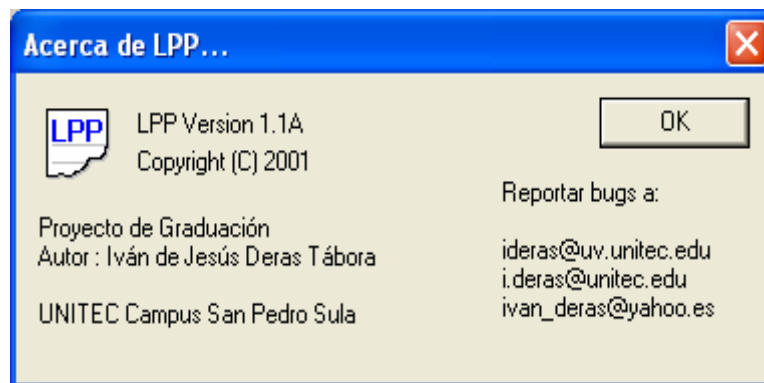 Acerca de LPP...
LPP
LPP Version 1.1A
Copyright (C) 2001
OK
Reportar bugs a:
Proyecto de Graduación
Autor : Iván de Jesús Deras Tábora
UNITEC Campus San Pedro Sula
ideras@uv.unitec.edu
i.deras@unitec.edu
ivan_deras@yahoo.es